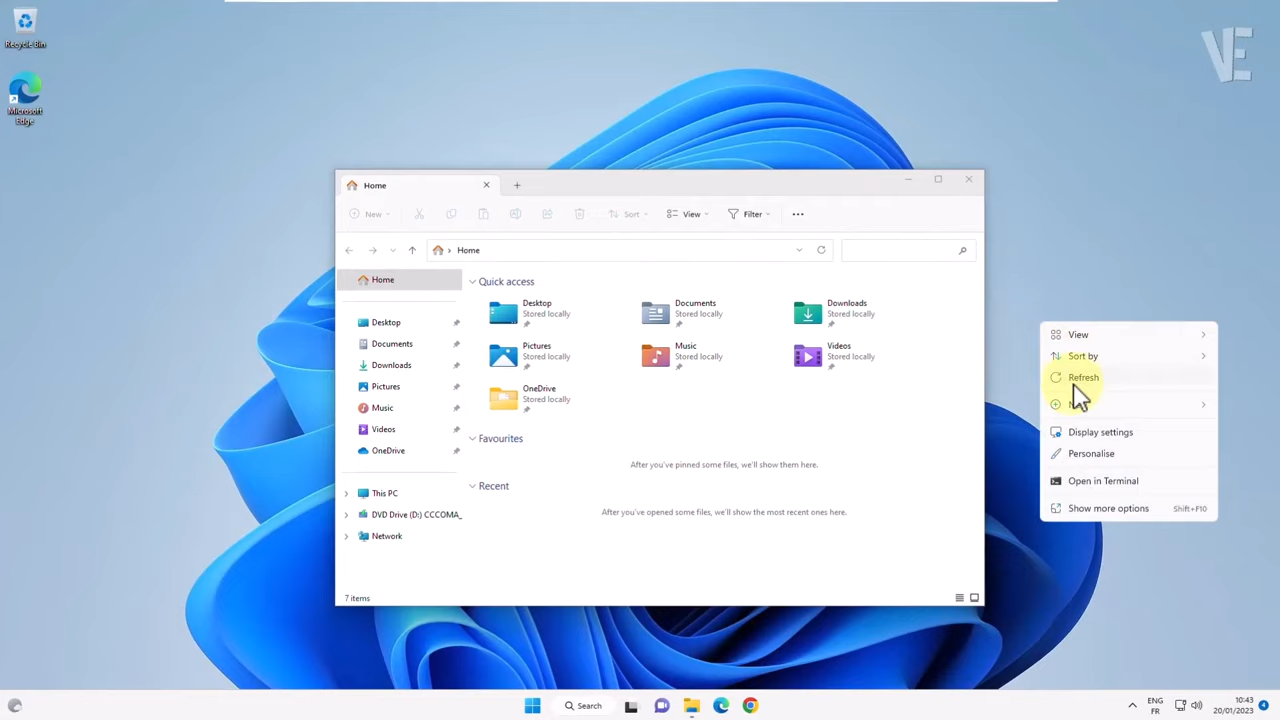 Recycle Bin
Microsoft
Edge
VE
Home
New
Sort
View
Filter
Home
Home
Quick access
Desktop
Stored locally
Documents
Stored locally
Downloads
Stored locally
Pictures
Stored locally
Music
Stored locally
Videos
Stored locally
OneDrive
Stored locally
Favourites
After you've pinned some files, we'll show them here.
Recent
After you've opened some files, we'll show the most recent ones here.
Desktop
Documents
Downloads
Pictures
Music
Videos
OneDrive
This PC
DVD Drive (D:) CCCOMA_
Network
7 items
View
Sort by
Refresh
Display settings
Personalise
Open in Terminal
Show more options Shift+F10
Search
ENG
FR
10:43
20/01/2023
4